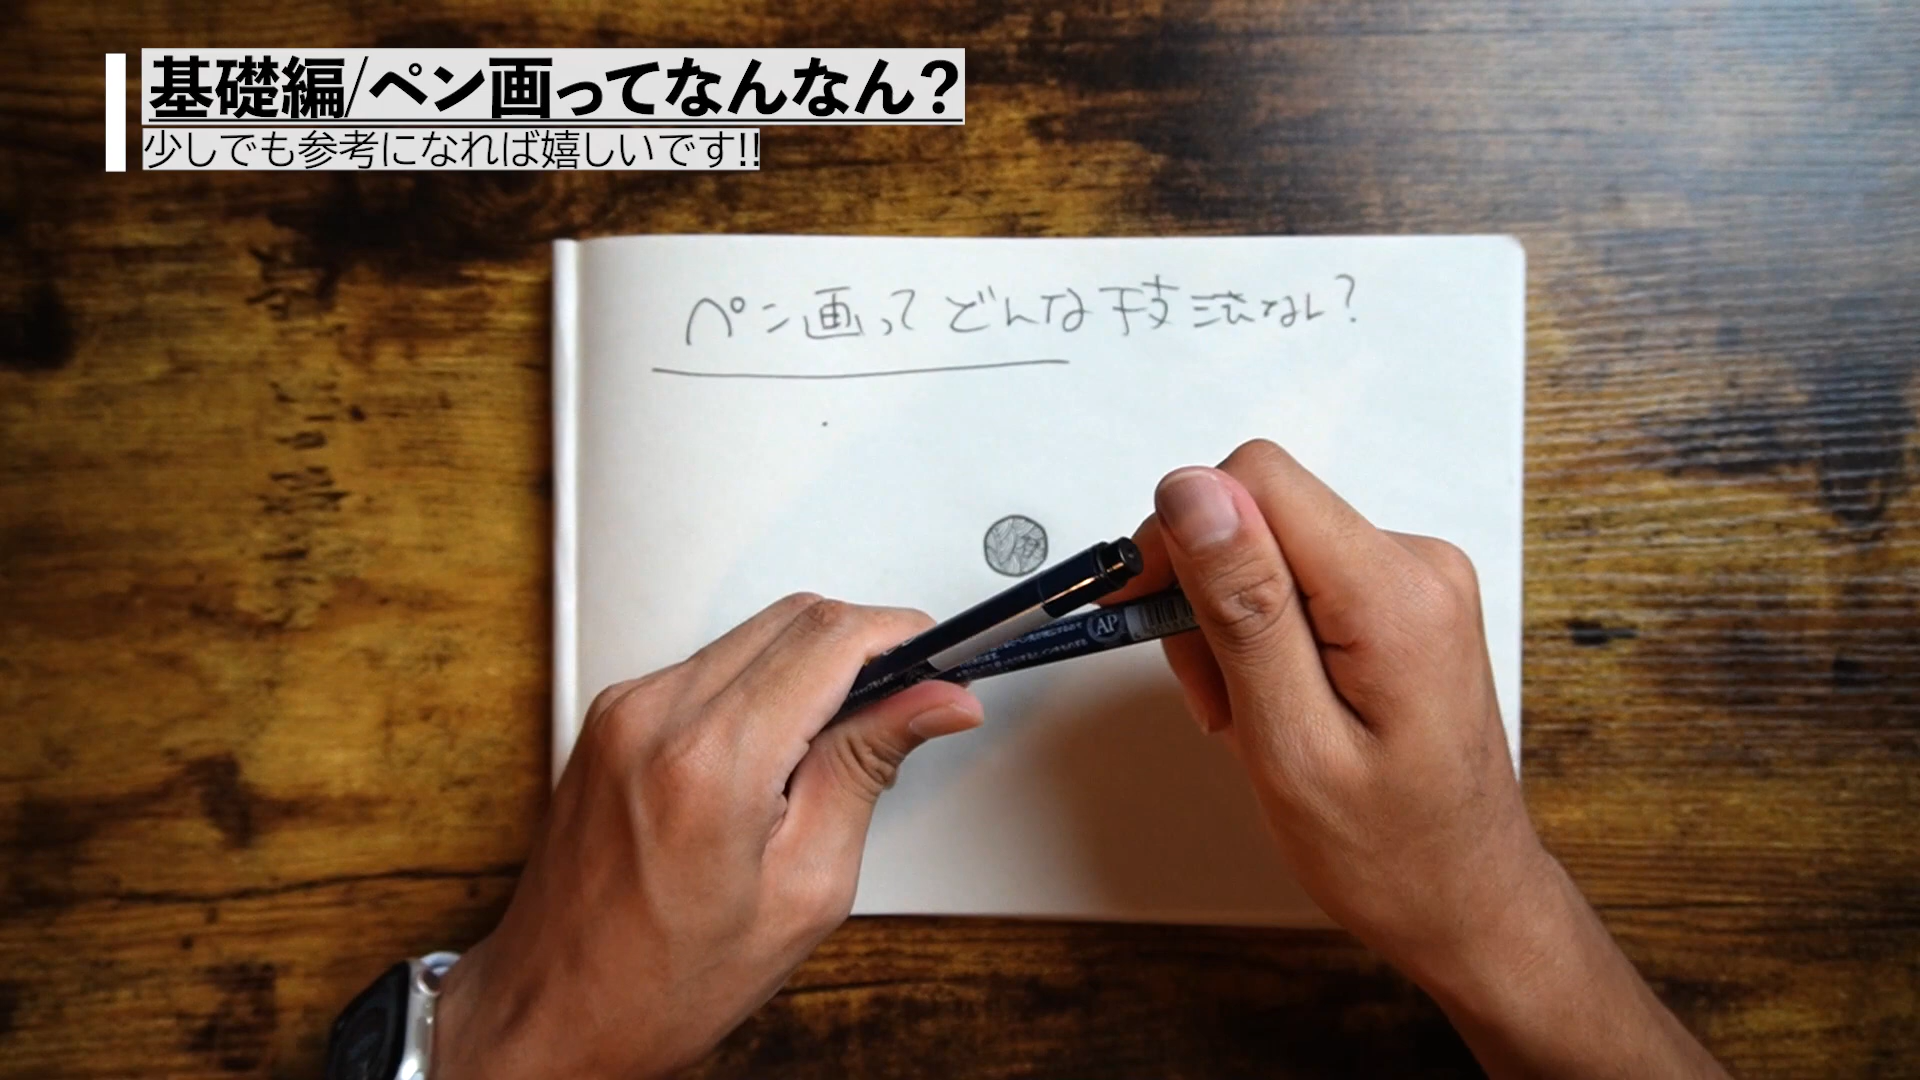 基礎編/ペン画ってなんなん?
少しでも参考になれば嬉しいです!!
ペン画ってどんな技法なん?
AP